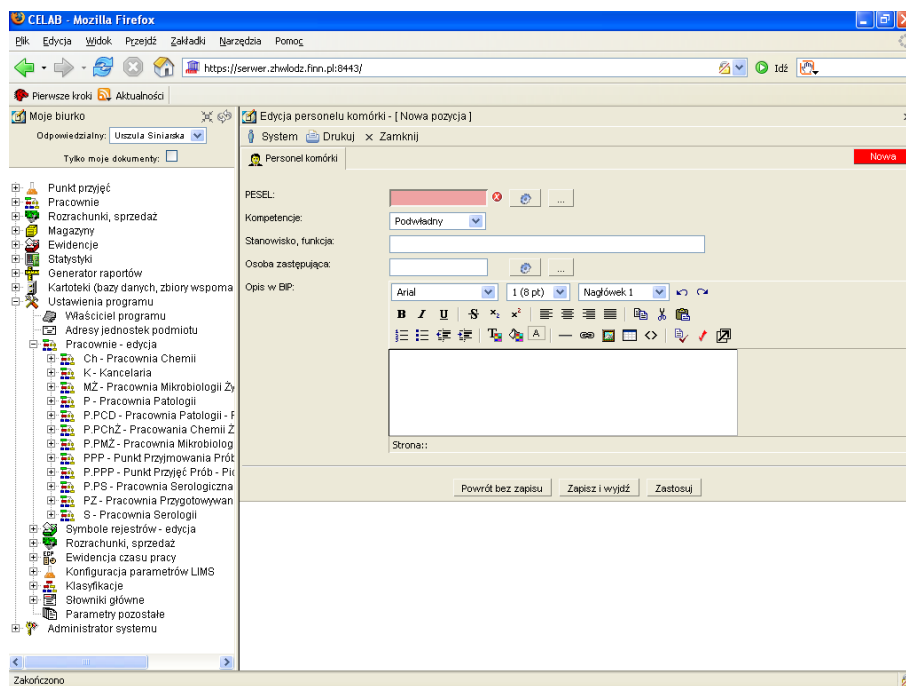 CELAB - Mozilla Firefox
Plik Edycja Widok Przejdź Zakładki Narzędzia Pomoc
https://serwer.zhwlodz.finn.pl:8443/ Idź
Pierwsze kroki Aktualności
Moje biurko
Odpowiedzialny: Urszula Siniarska
Tylko moje dokumenty:
Punkt przyjęć
Pracownie
Rozrachunki, sprzedaż
Magazyny
Ewidencje
Statystyki
Generator raportów
Kartoteki (bazy danych, zbiory wspoma
Ustawienia programu
Właściciel programu
Adresy jednostek podmiotu
Pracownie - edycja
Ch - Pracownia Chemii
K - Kancelaria
MŻ - Pracownia Mikrobiologii Ży
P - Pracownia Patologii
P.PCD - Pracownia Patologii - F
P.PChŻ - Pracowania Chemii Ż
P.PMŻ - Pracownia Mikrobiolog
PPP - Punkt Przyjmowania Prób
P.PPP - Punkt Przyjęć Prób - Pio
P.PS - Pracownia Serologiczna
PZ - Pracownia Przygotowywan
S - Pracownia Serologii
Symbole rejestrów - edycja
Rozrachunki, sprzedaż
Ewidencja czasu pracy
Konfiguracja parametrów LIMS
Klasyfikacje
Słowniki główne
Parametry pozostałe
Administrator systemu
Edycja personelu komórki - [ Nowa pozycja ]
System Drukuj x Zamknij
Personel komórki Nowa
PESEL: ...
Kompetencje: Podwładny
Stanowisko, funkcja:
Osoba zastępująca: ...
Opis w BIP: Arial 1 (8 pt) Nagłówek 1
B I U S x₂ x²
A
Strona::
Powrót bez zapisu Zapisz i wyjdź Zastosuj
Zakończono